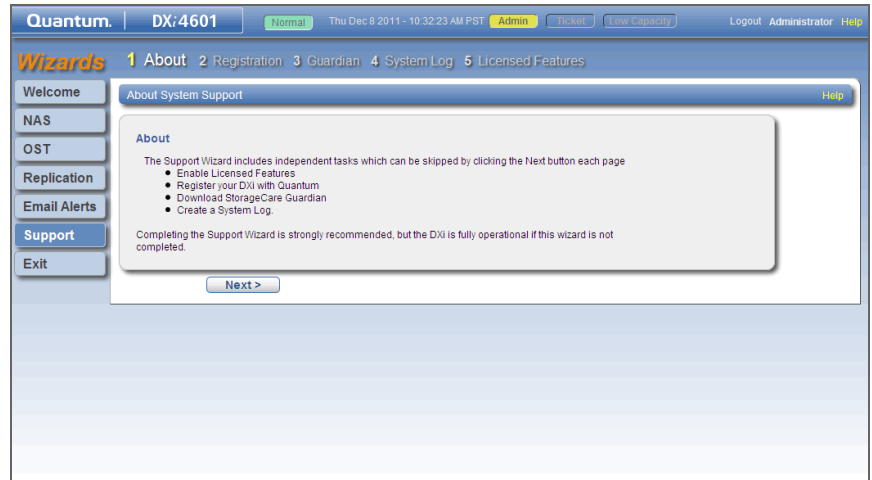 Quantum. DXi4601 Normal Thu Dec 8 2011 - 10:32:23 AM PST Admin Ticket Low Capacity Logout Administrator Help
Wizards 1 About 2 Registration 3 Guardian 4 System Log 5 Licensed Features
Welcome
NAS
OST
Replication
Email Alerts
Support
Exit
About System Support Help
About
The Support Wizard includes independent tasks which can be skipped by clicking the Next button each page
● Enable Licensed Features
● Register your DXi with Quantum
● Download StorageCare Guardian
● Create a System Log.
Completing the Support Wizard is strongly recommended, but the DXi is fully operational if this wizard is not
completed.
Next >